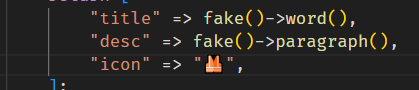 "title" => fake()->word(),
"desc" => fake()->paragraph(),
"icon" => "🦺",
];